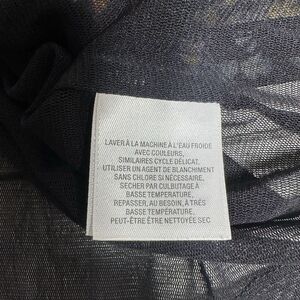 LAVER À LA MACHINE À L'EAU FROIDE
AVEC COULEURS,
SIMILAIRES CYCLE DÉLICAT,
UTILISER UN AGENT DE BLANCHIMENT
SANS CHLORE SI NÉCESSAIRE,
SECHER PAR CULBUTAGE À
BASSE TEMPÉRATURE,
REPASSER, AU BESOIN, À TRÈS
BASSE TEMPÉRATURE,
PEUT-ÊTRE ÊTRE NETTOYÉE SEC